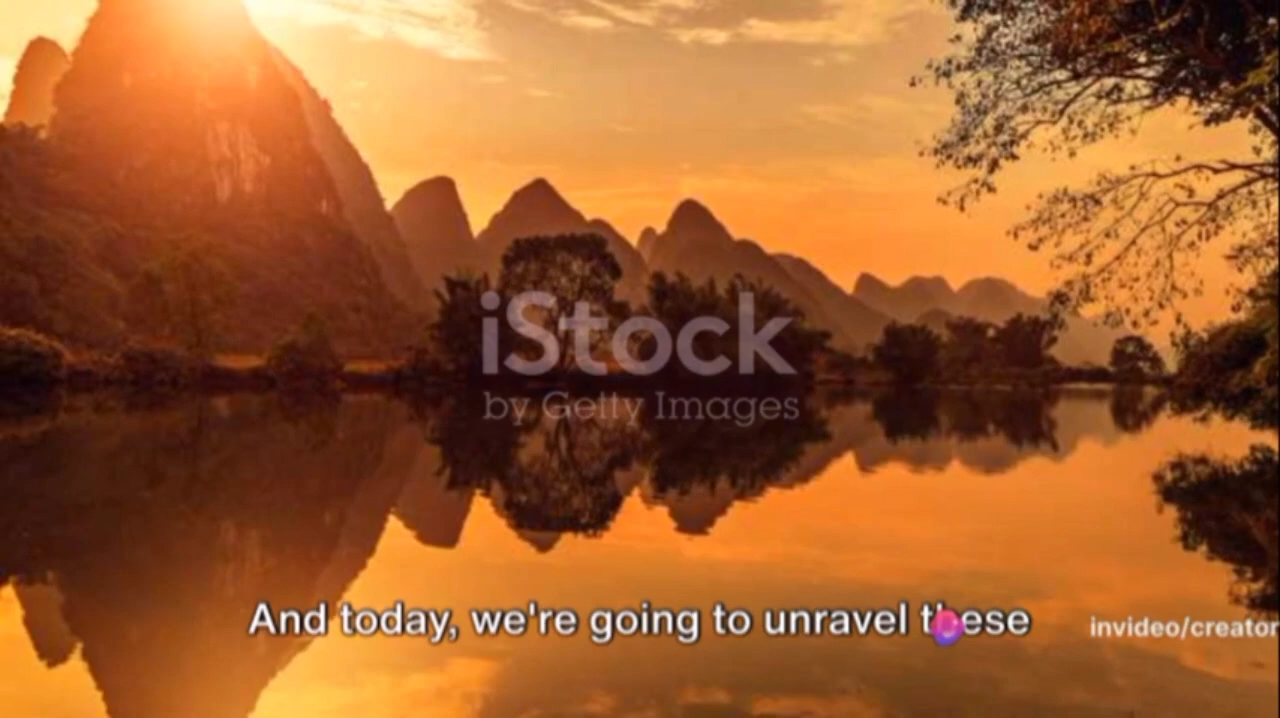 iStock
by Getty Images
And today, we're going to unravel these
invideo/creator